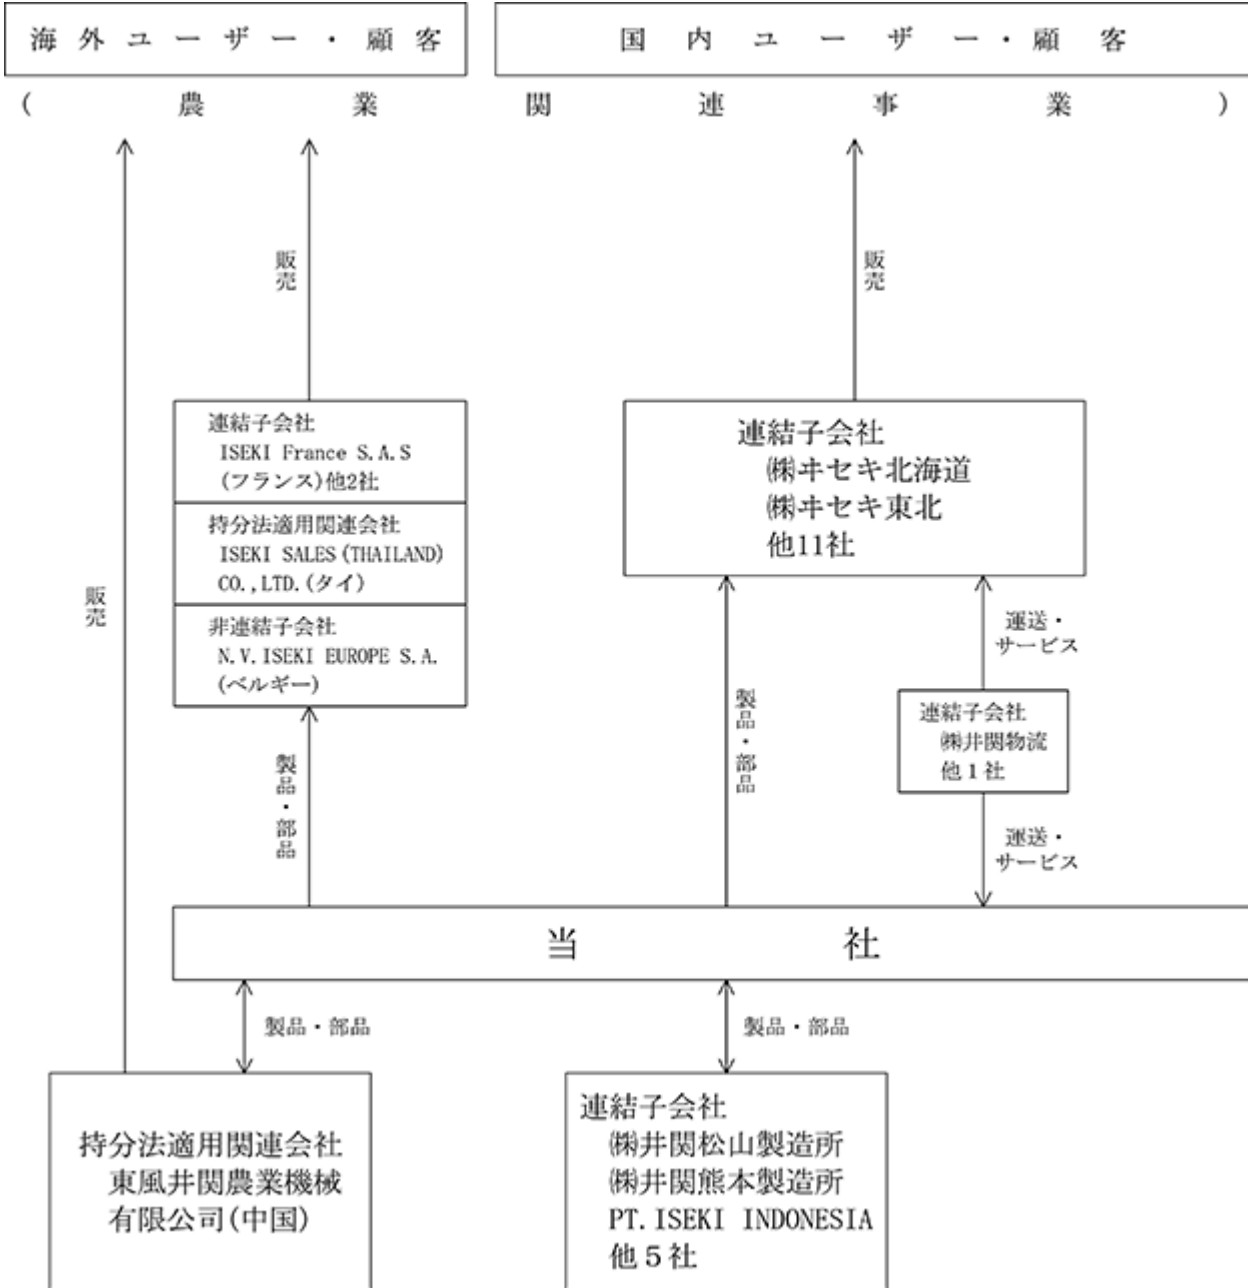 海外ユーザー・顧客
国内ユーザー・顧客
(農業関連事業)
販売
販売
販売
連結子会社
ISEKI France S.A.S
(フランス)他2社
持分法適用関連会社
ISEKI SALES(THAILAND)
CO.,LTD.(タイ)
非連結子会社
N.V.ISEKI EUROPE S.A.
(ベルギー)
連結子会社
㈱ヰセキ北海道
㈱ヰセキ東北
他11社
運送・
サービス
製品・部品
製品・部品
連結子会社
㈱井関物流
他1社
運送・
サービス
当社
製品・部品
製品・部品
持分法適用関連会社
東風井関農業機械
有限公司(中国)
連結子会社
㈱井関松山製造所
㈱井関熊本製造所
PT.ISEKI INDONESIA
他5社